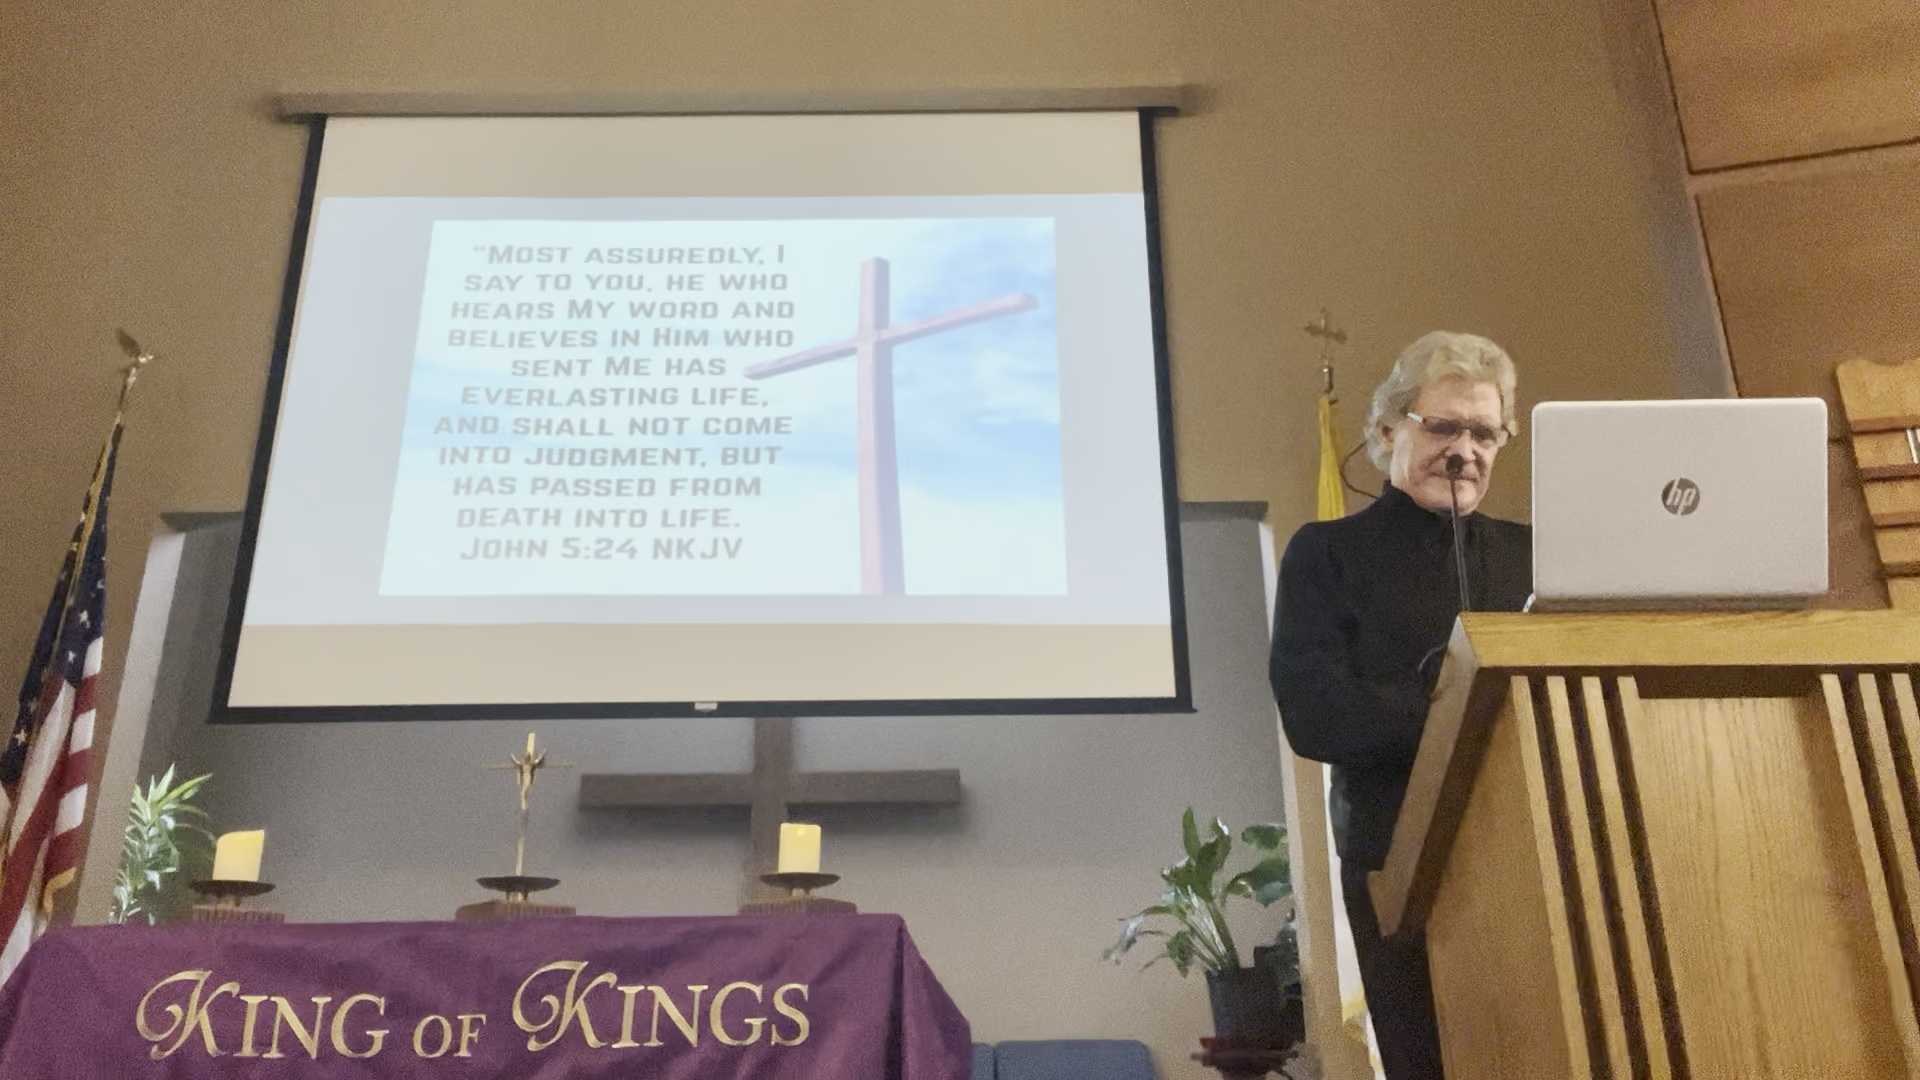 “Most assuredly, I
say to you, he who
hears My word and
believes in Him who
sent Me has
everlasting life,
and shall not come
into judgment, but
has passed from
death into life.
John 5:24 NKJV
hp
King of Kings